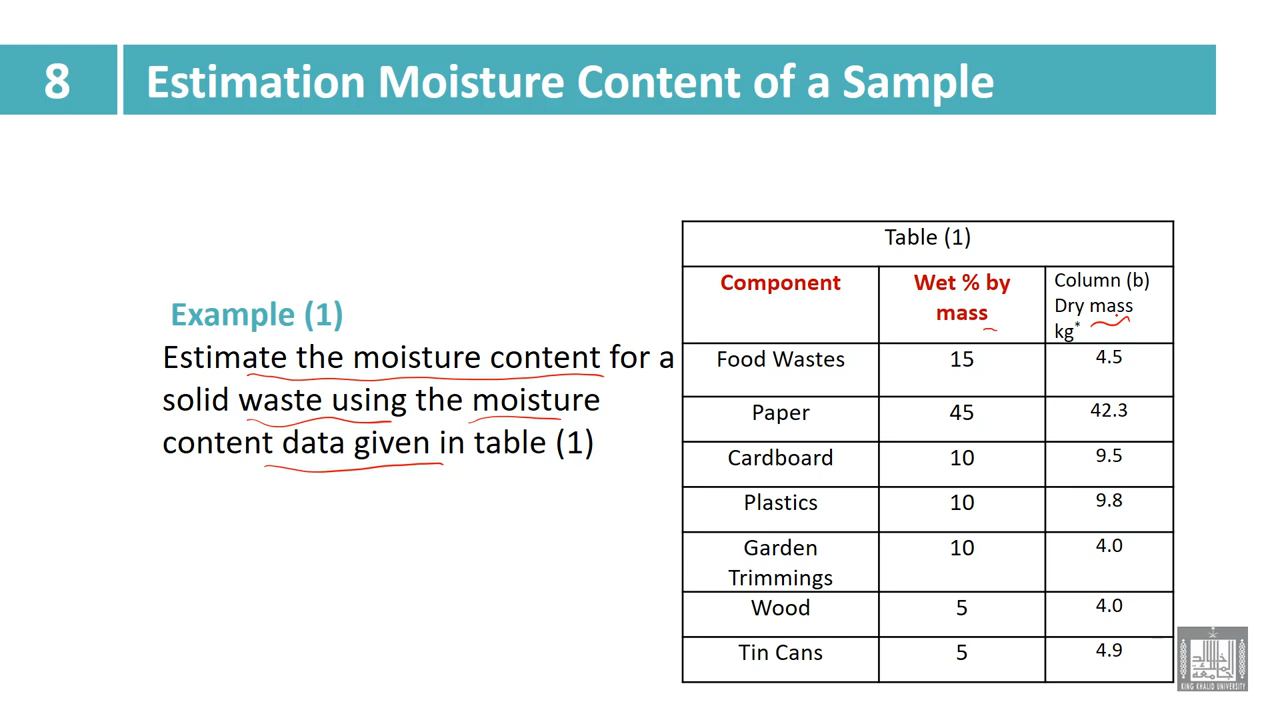 8
Estimation Moisture Content of a Sample
Example (1)
Estimate the moisture content for a
solid waste using the moisture
content data given in table (1)
Table (1)
Component
Wet % by
mass
Column (b)
Dry mass
kg*
Food Wastes 15 4.5
Paper 45 42.3
Cardboard 10 9.5
Plastics 10 9.8
Garden
Trimmings
10 4.0
Wood 5 4.0
Tin Cans 5 4.9
KING KHALID UNIVERSITY